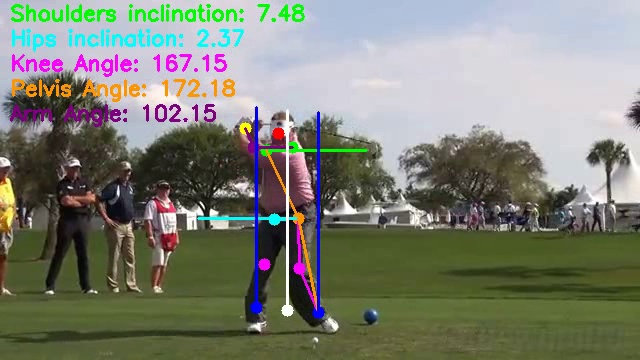 Shoulders inclination: 7.48
Hips inclination: 2.37
Knee Angle: 167.15
Pelvis Angle: 172.18
Arm Angle: 102.15